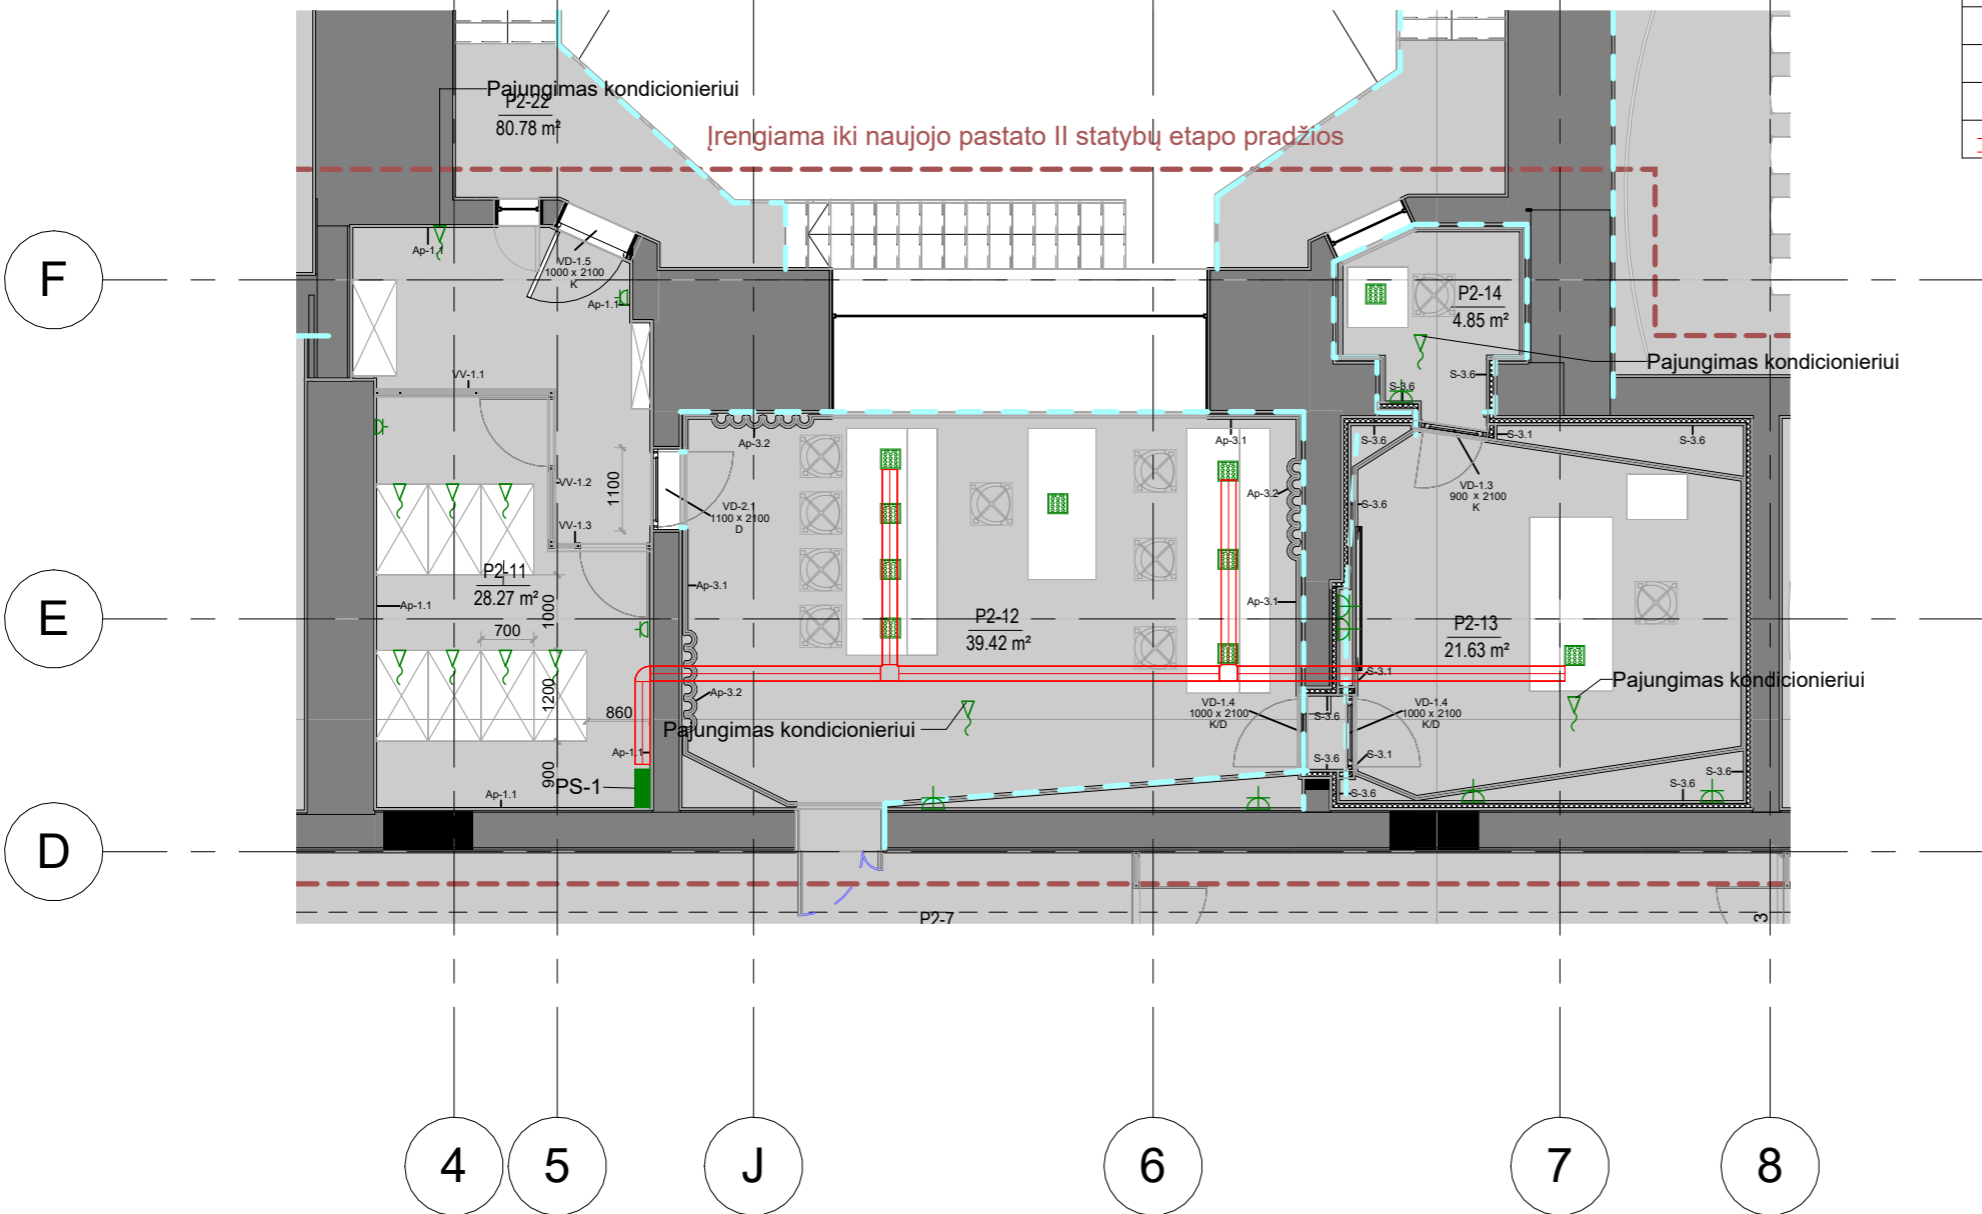 Pajungimas kondicionieriui
P2-22
80.78 m²
Įrengiama iki naujojo pastato II statybų etapo pradžios
Ap-1.1
VD-1.5
1000 x 2100
K
Ap-1.1
F
P2-14
4.85 m²
Pajungimas kondicionieriui
VV-1.1
S-3.6
S-3.6
Ap-3.2
Ap-3.1
S-3.6
S-3.1
S-3.6
VV-1.2
1100
VD-2.1
1100 x 2100
D
Ap-3.2
VD-1.3
900 x 2100
K
S-3.6
VV-1.3
P2-11
28.27 m²
Ap-3.1
Ap-1.1
1000
700
Ap-3.1
E
P2-12
39.42 m²
P2-13
21.63 m²
S-3.1
Pajungimas kondicionieriui
Ap-3.2
1200
860
VD-1.4
1000 x 2100
K/D
S-3.6
VD-1.4
1000 x 2100
K/D
Pajungimas kondicionieriui
Ap-1.1
S-3.6
S-3.1
900
PS-1
Ap-1.1
S-3.6
S-3.6
S-3.6
D
P2-7
3
4
5
J
6
7
8